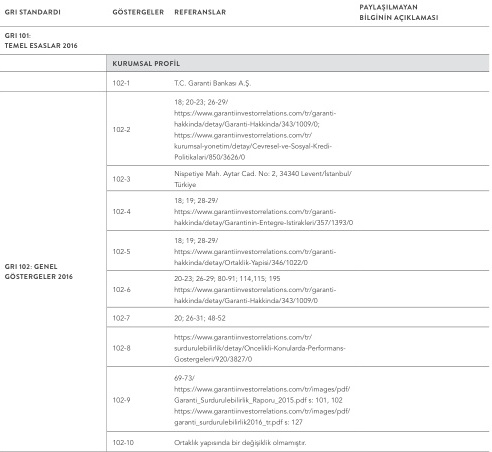 GRI STANDARDI
GÖSTERGELER
REFERANSLAR
PAYLAŞILMAYAN
BİLGİNİN AÇIKLAMASI
GRI 101:
TEMEL ESASLAR 2016
KURUMSAL PROFİL
102-1
T.C. Garanti Bankası A.Ş.
GRI 102: GENEL
GÖSTERGELER 2016
102-2
18; 20-23; 26-29/
https://www.garantiinvestorrelations.com/tr/garanti-
hakkinda/detay/Garanti-Hakkinda/343/1009/0;
https://www.garantiinvestorrelations.com/tr/
kurumsal-yonetim/detay/Cevresel-ve-Sosyal-Kredi-
Politikalari/850/3626/0
102-3
Nispetiye Mah. Aytar Cad. No: 2, 34340 Levent/İstanbul/
Türkiye
102-4
18; 19; 28-29/
https://www.garantiinvestorrelations.com/tr/garanti-
hakkinda/detay/Garantinin-Entegre-Istirakleri/357/1393/0
102-5
18; 19; 28-29/
https://www.garantiinvestorrelations.com/tr/garanti-
hakkinda/detay/Ortaklik-Yapisi/346/1022/0
102-6
20-23; 26-29; 80-91; 114,115; 195
https://www.garantiinvestorrelations.com/tr/garanti-
hakkinda/detay/Garanti-Hakkinda/343/1009/0
102-7
20; 26-31; 48-52
102-8
https://www.garantiinvestorrelations.com/tr/
surdurulebilirlik/detay/Oncelikli-Konularda-Performans-
Gostergeleri/920/3827/0
102-9
69-73/
https://www.garantiinvestorrelations.com/tr/images/pdf/
Garanti_Surdurulebilirlik_Raporu_2015.pdf s: 101, 102
https://www.garantiinvestorrelations.com/tr/images/pdf/
garanti_surdurulebilirlik2016_tr.pdf s: 127
102-10
Ortaklık yapısında bir değişiklik olmamıştır.